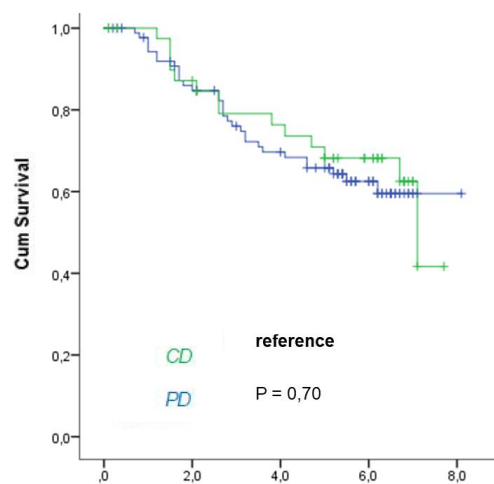 1,0
0,8
0,6
0,4
0,2
0,0
Cum Survival
CD reference
PD P = 0,70
,0 2,0 4,0 6,0 8,0